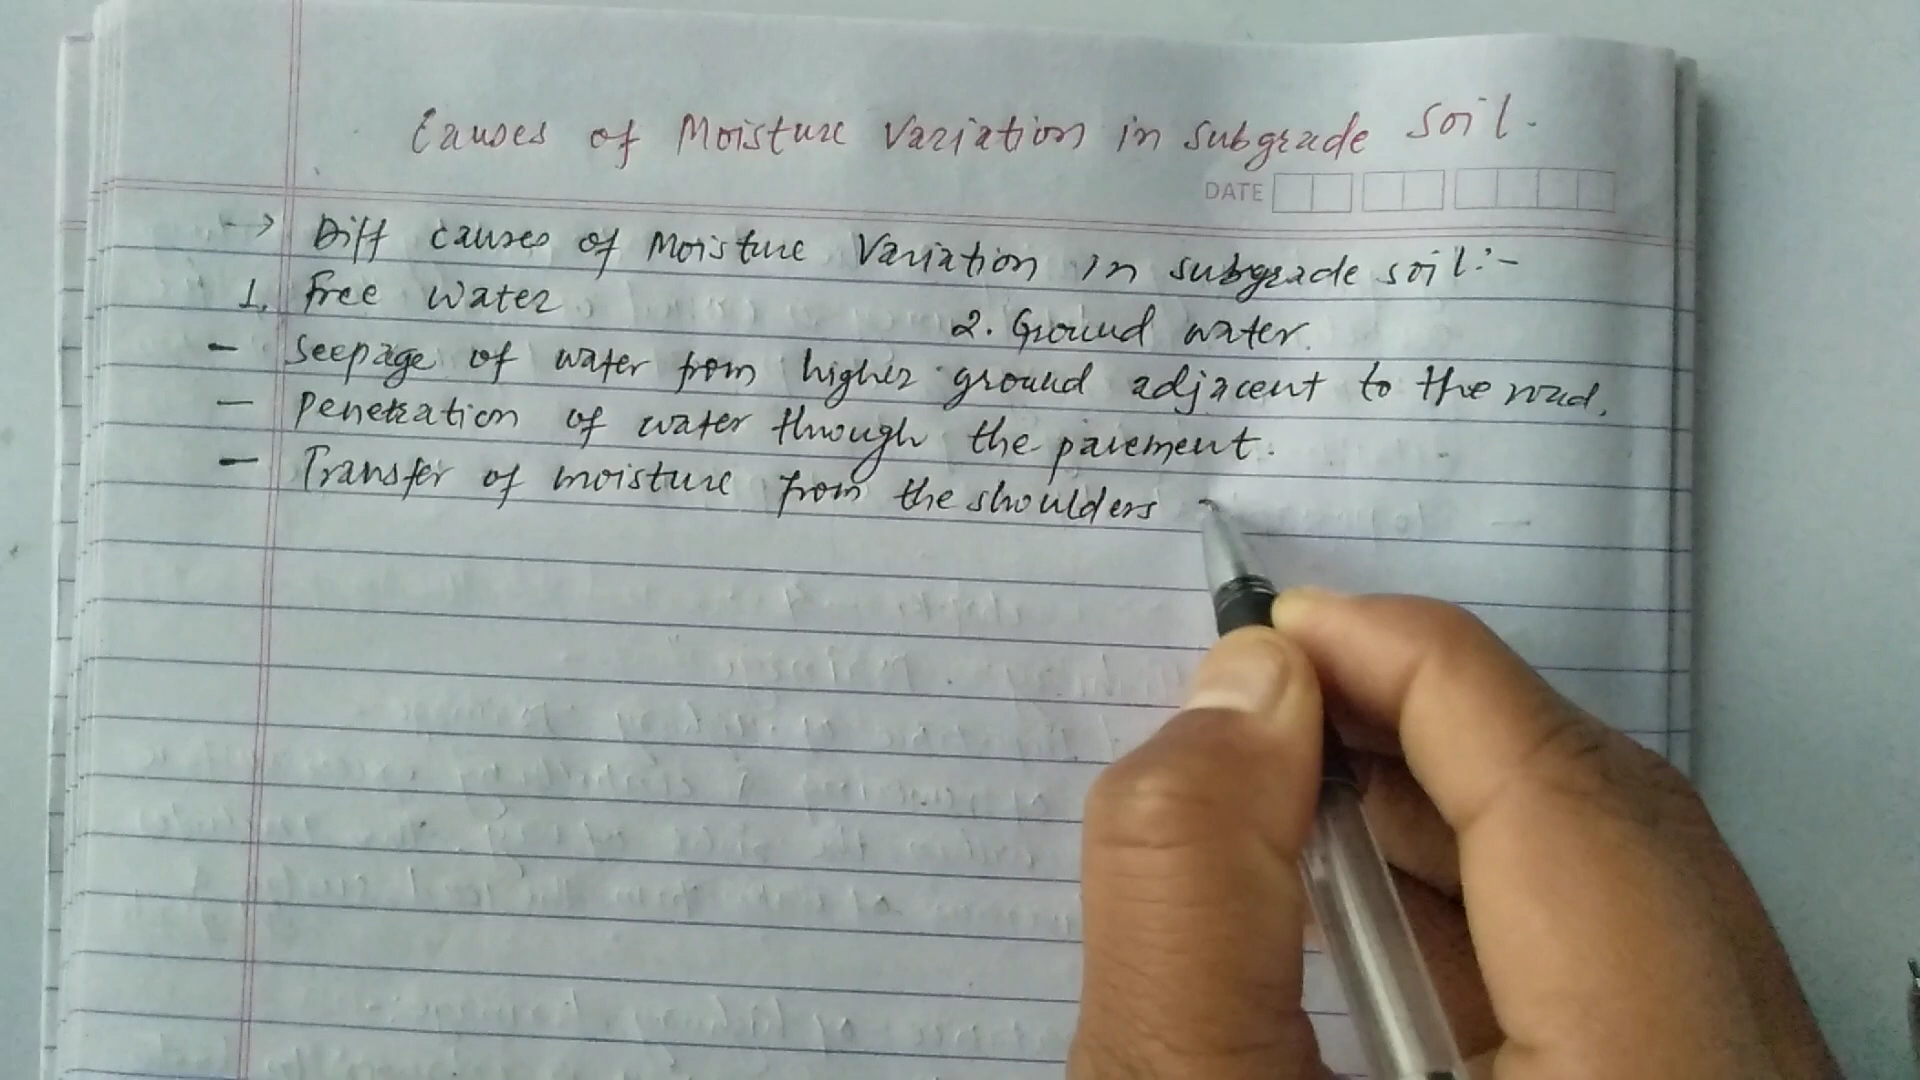 Causes of Moisture Variation in Subgrade Soil.
DATE
-> Diff causes of Moisture Variation in subgrade soil:-
1. Free Water 2. Ground water.
- Seepage of water from higher ground adjacent to the road.
- Penetration of water through the pavement.
- Transfer of moisture from the shoulders